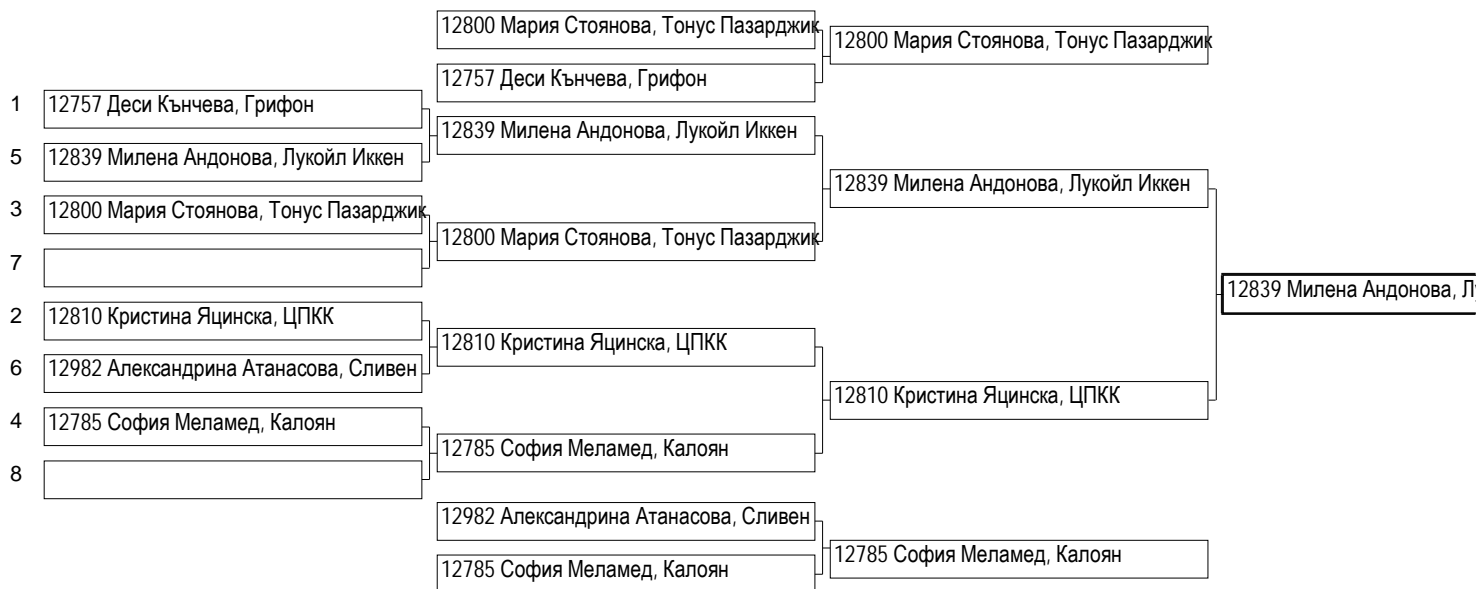 12800 Мария Стоянова, Тонус Пазарджик
12757 Деси Кънчева, Грифон
12800 Мария Стоянова, Тонус Пазарджик
1 12757 Деси Кънчева, Грифон
5 12839 Милена Андонова, Лукойл Иккен
3 12800 Мария Стоянова, Тонус Пазарджик
7
2 12810 Кристина Яцинска, ЦПКК
6 12982 Александрина Атанасова, Сливен
4 12785 София Меламед, Калоян
8
12839 Милена Андонова, Лукойл Иккен
12800 Мария Стоянова, Тонус Пазарджик
12810 Кристина Яцинска, ЦПКК
12785 София Меламед, Калоян
12839 Милена Андонова, Лукойл Иккен
12810 Кристина Яцинска, ЦПКК
12839 Милена Андонова, Лу
12982 Александрина Атанасова, Сливен
12785 София Меламед, Калоян
12785 София Меламед, Калоян